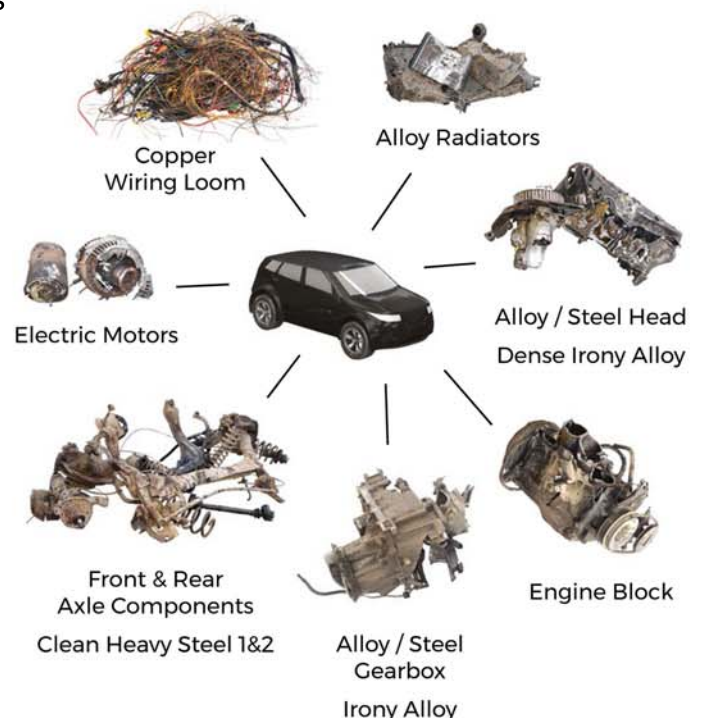 Copper
Wiring Loom
Alloy Radiators
Alloy / Steel Head
Dense Irony Alloy
Electric Motors
Front & Rear
Axle Components
Clean Heavy Steel 1&2
Alloy / Steel
Gearbox
Irony Alloy
Engine Block